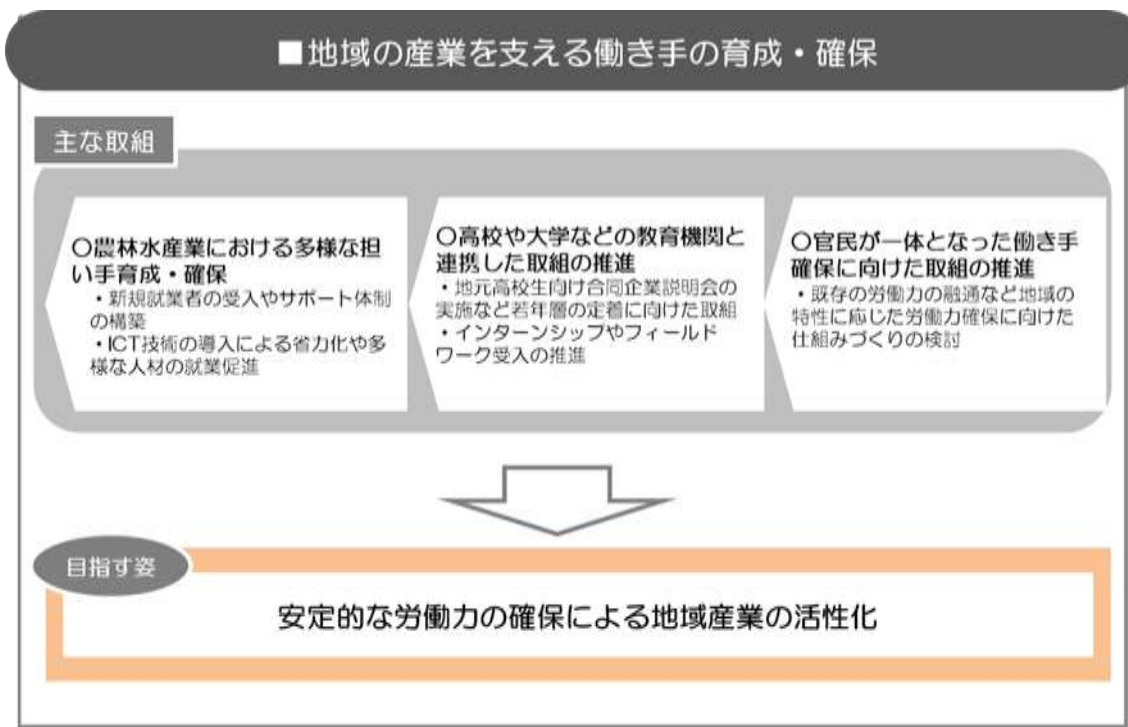 ■地域の産業を支える働き手の育成・確保
主な取組
〇農林水産業における多様な担
い手育成・確保
・新規就業者の受入やサポート体制
の構築
・ICT技術の導入による省力化や多
様な人材の就業促進
〇高校や大学などの教育機関と
連携した取組の推進
・地元高校生向け合同企業説明会の
実施など若年層の定着に向けた取組
・インターンシップやフィールド
ワーク受入の推進
〇官民が一体となった働き手
確保に向けた取組の推進
・既存の労働力の融通など地域の
特性に応じた労働力確保に向けた
仕組みづくりの検討
目指す姿
安定的な労働力の確保による地域産業の活性化